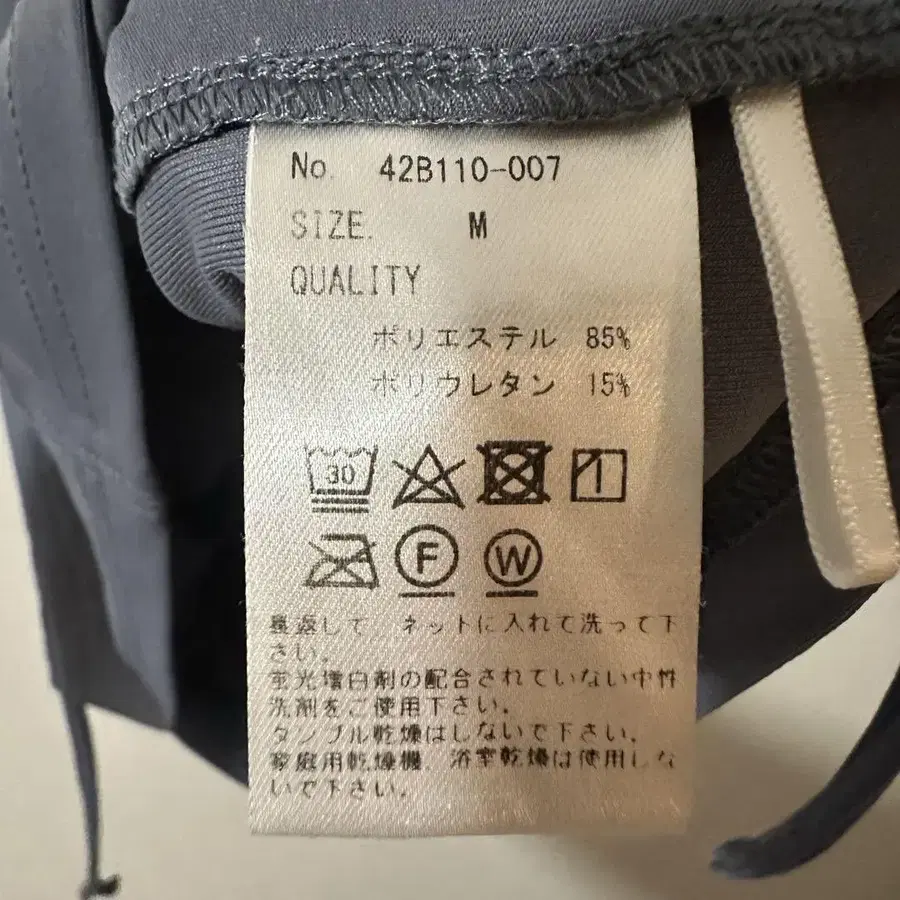 No. 42B110-007
SIZE. M
QUALITY
ポリエステル 85%
ポリウレタン 15%
30
F W
裏返して ネットに入れて洗って下
さい。
蛍光増白剤の配合されていない中性
洗剤をご使用下さい。
タンブル乾燥はしないで下さい。
家庭用乾燥機、浴室乾燥は使用しな
いで下さい。